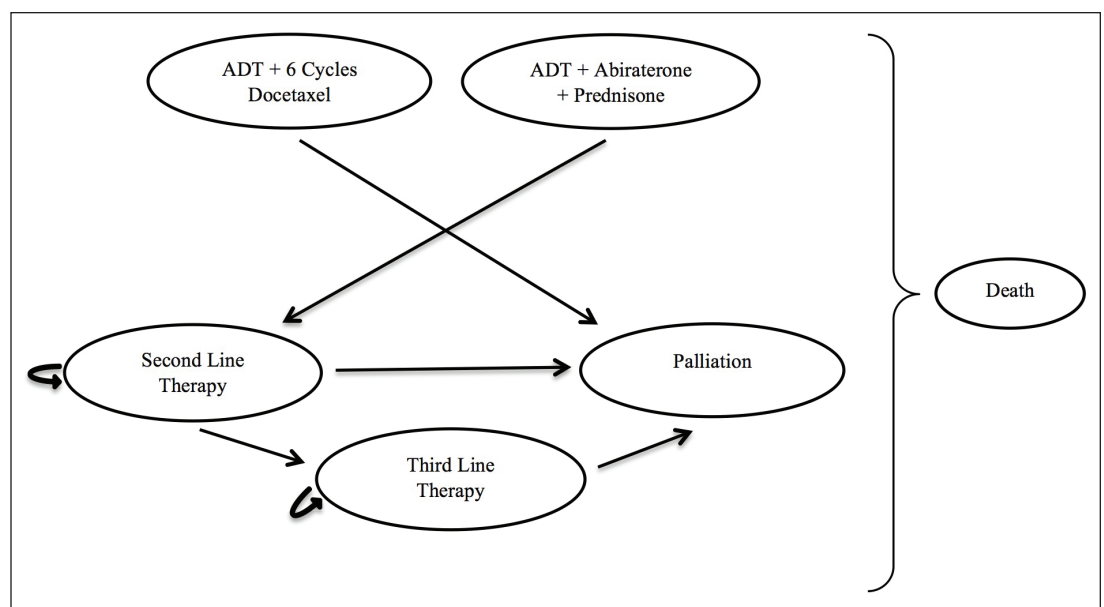 ADT + 6 Cycles
Docetaxel
ADT + Abiraterone
+ Prednisone
Death
Second Line
Therapy
Palliation
Third Line
Therapy